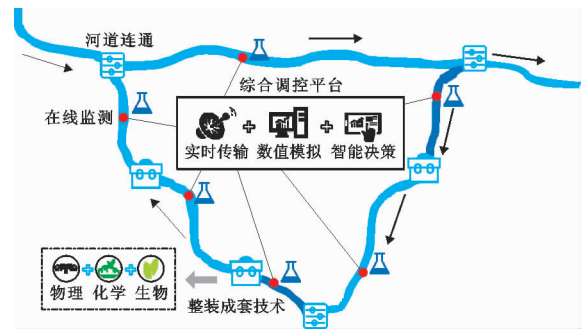 河道连通
综合调控平台
在线监测
实时传输 数值模拟 智能决策
物理 化学 生物
整装成套技术